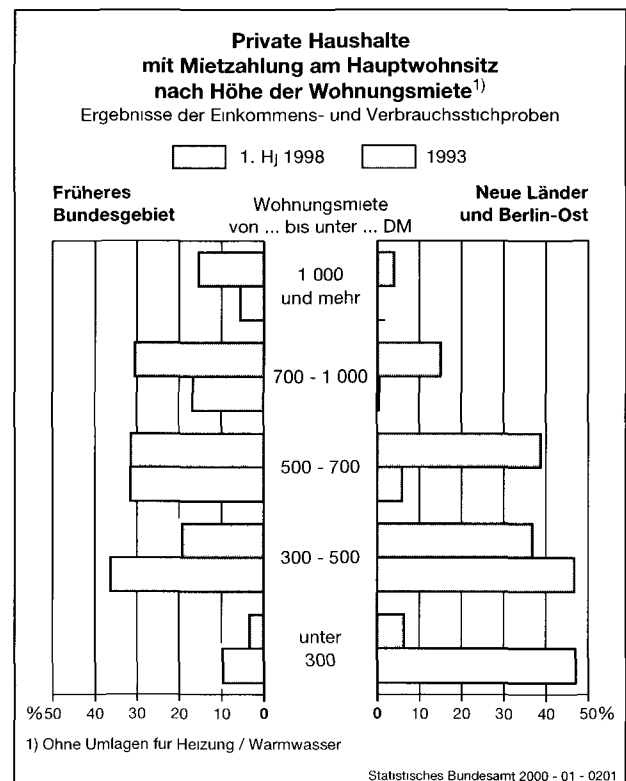 Private Haushalte
mit Mietzahlung am Hauptwohnsitz
nach Höhe der Wohnungsmiete1)
Ergebnisse der Einkommens- und Verbrauchsstichproben
1. Hj 1998 1993
Früheres
Bundesgebiet
Wohnungsmiete
von ... bis unter ... DM
Neue Länder
und Berlin-Ost
1 000
und mehr
700 - 1 000
500 - 700
300 - 500
unter
300
%50 40 30 20 10 0 0 10 20 30 40 50%
1) Ohne Umlagen fur Heizung / Warmwasser
Statistisches Bundesamt 2000 - 01 - 0201